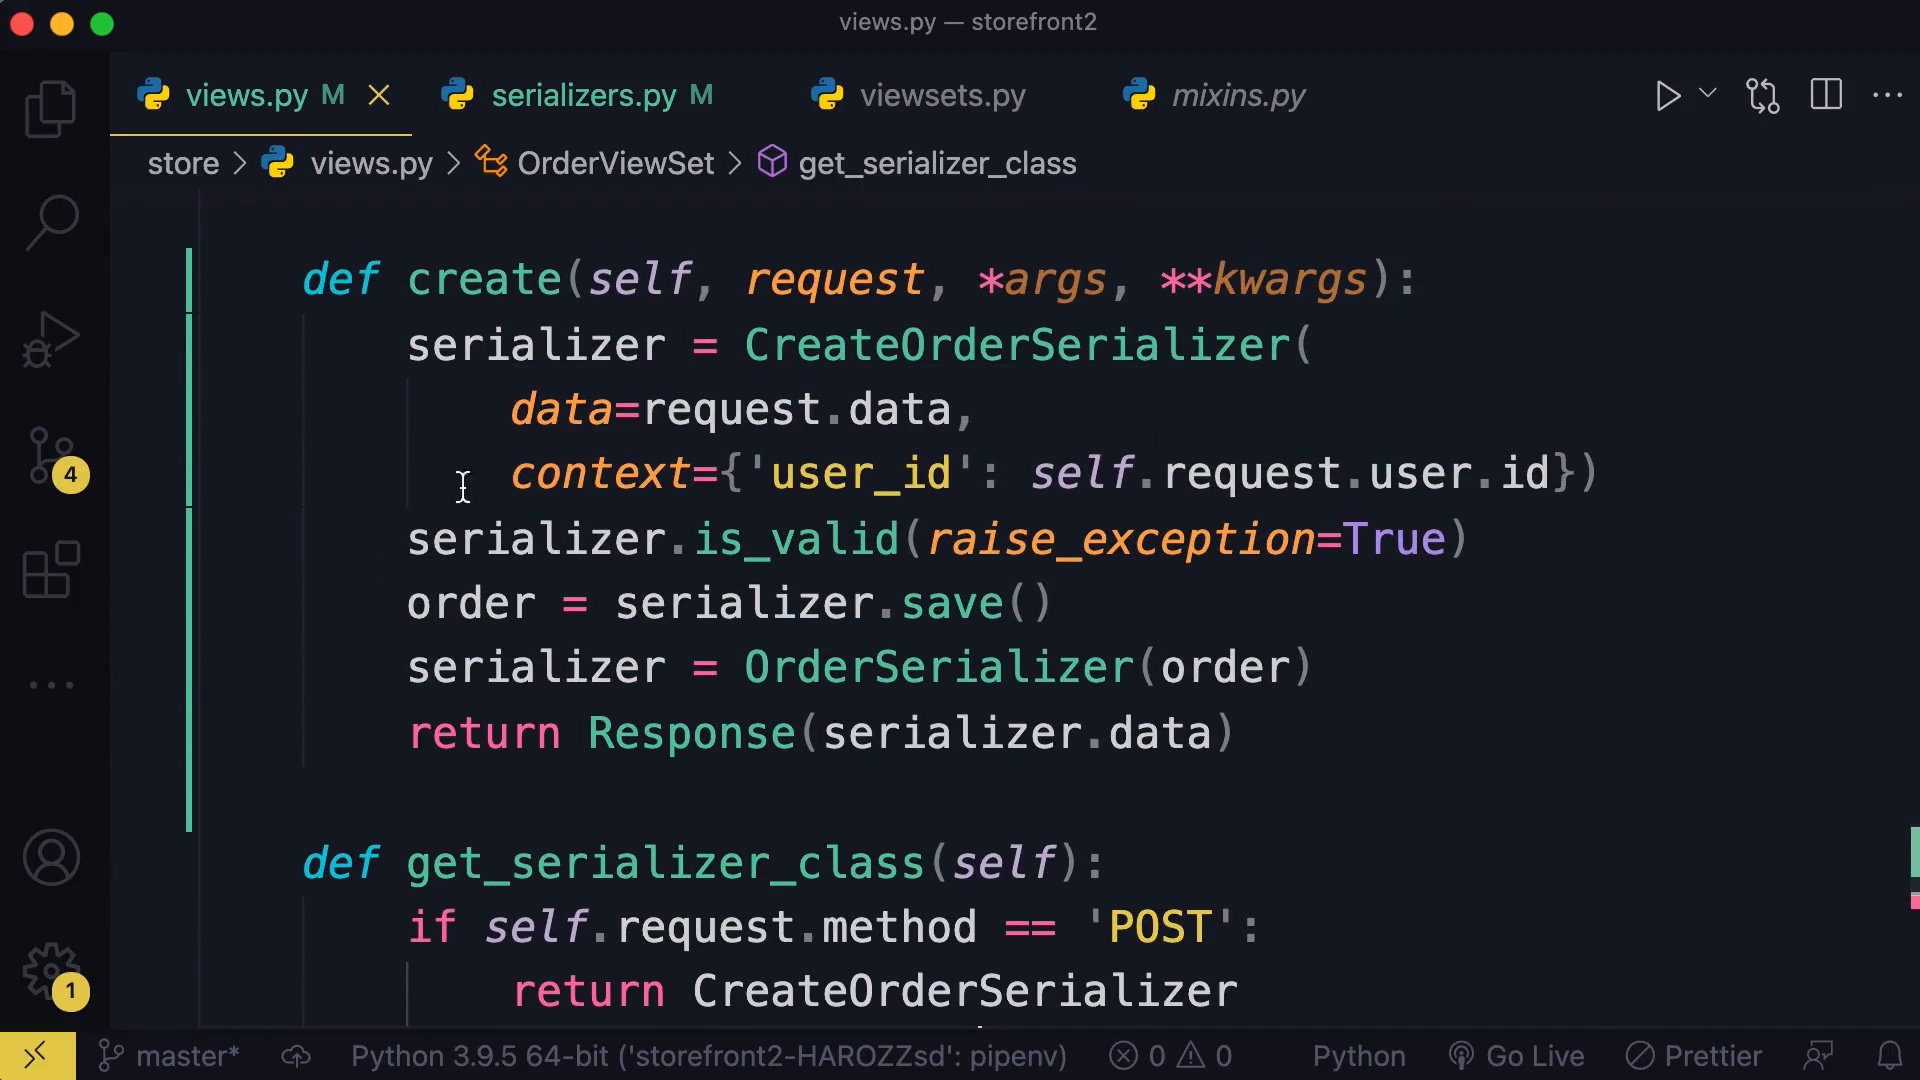 views.py — storefront2
views.py M serializers.py M viewsets.py mixins.py
store > views.py > OrderViewSet > get_serializer_class
def create(self, request, *args, **kwargs):
serializer = CreateOrderSerializer(
data=request.data,
context={'user_id': self.request.user.id})
serializer.is_valid(raise_exception=True)
order = serializer.save()
serializer = OrderSerializer(order)
return Response(serializer.data)
def get_serializer_class(self):
if self.request.method == 'POST':
return CreateOrderSerializer
4
1
master* Python 3.9.5 64-bit ('storefront2-HAROZZsd': pipenv) 0 0 Python Go Live Prettier